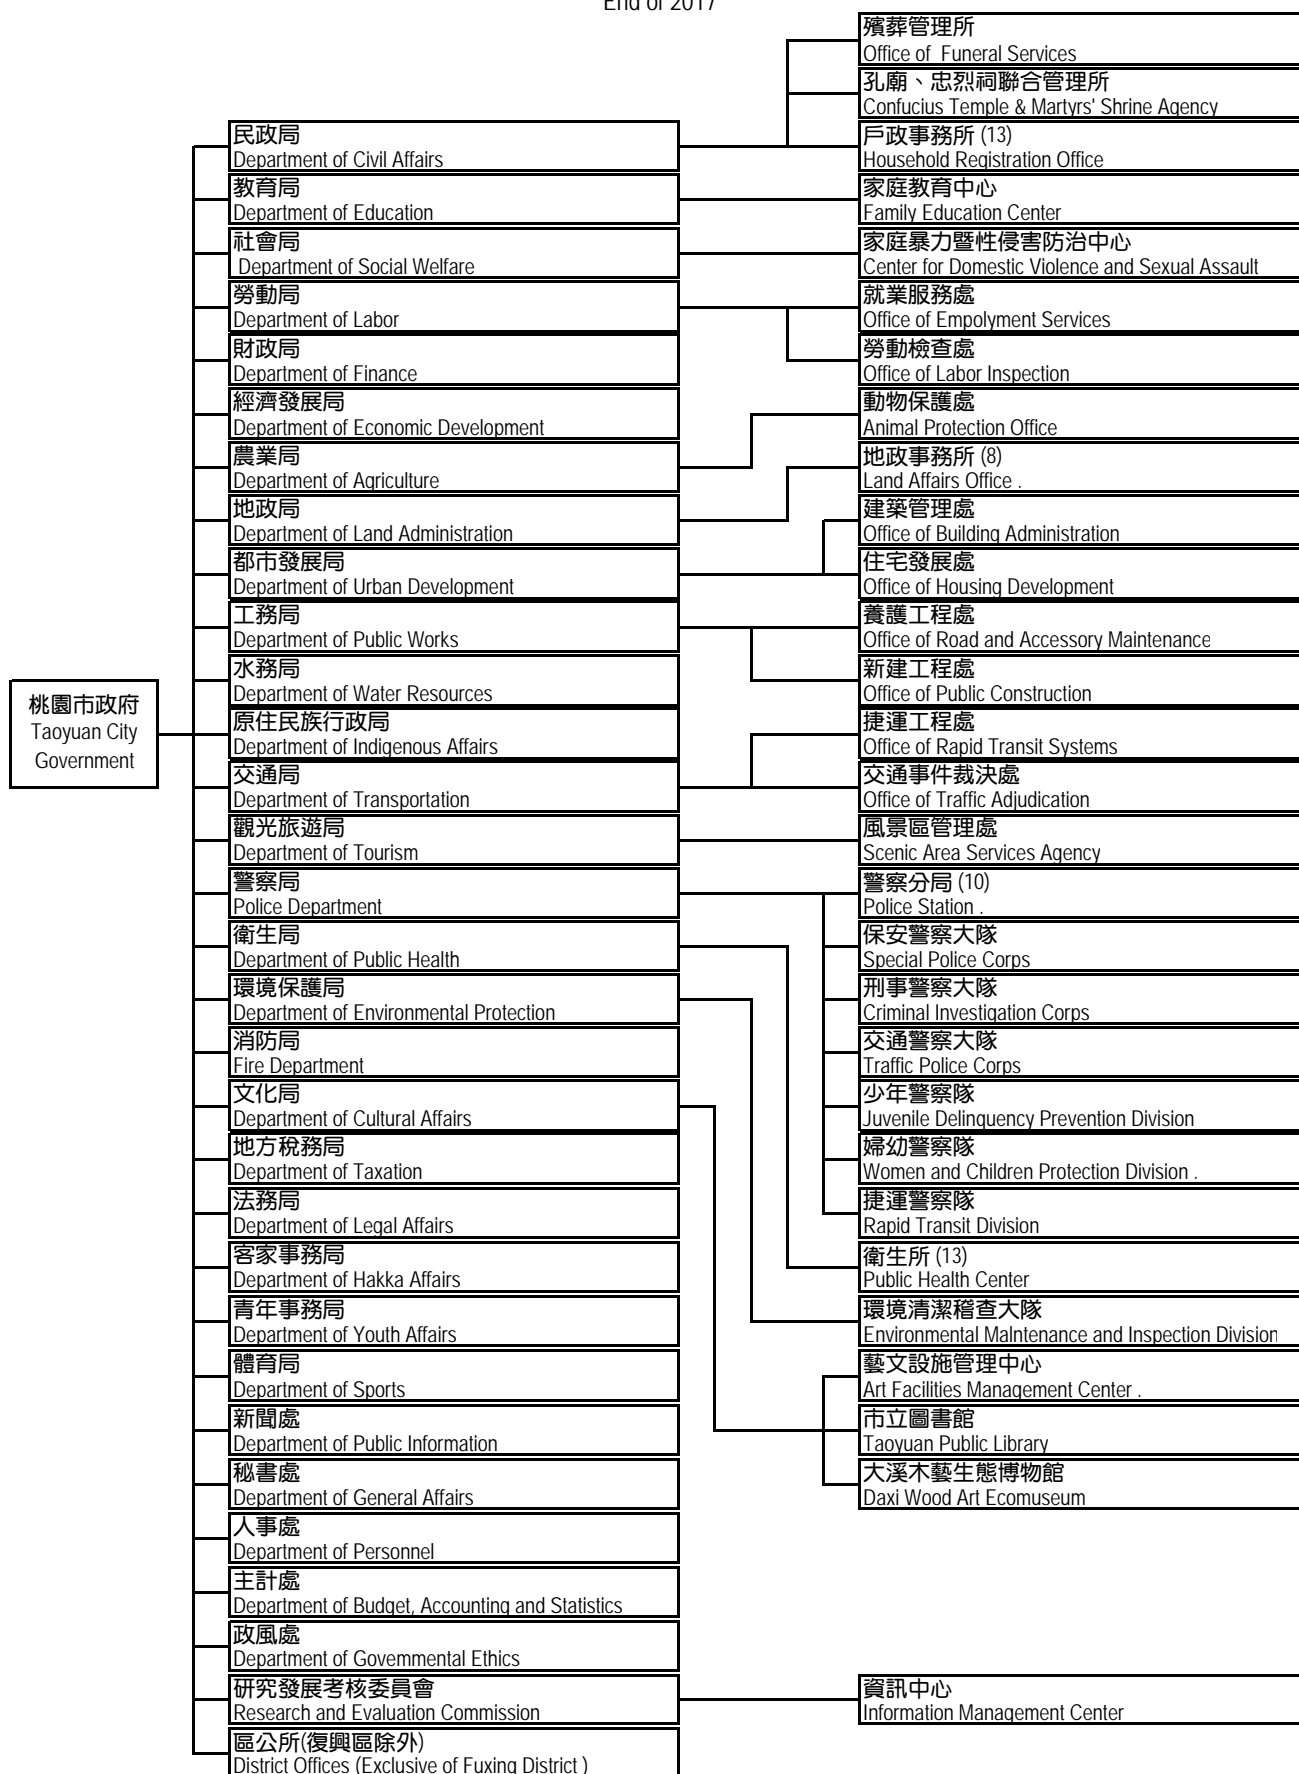 End of 2017
桃園市政府
Taoyuan City
Government
民政局
Department of Civil Affairs
教育局
Department of Education
社會局
Department of Social Welfare
勞動局
Department of Labor
財政局
Department of Finance
經濟發展局
Department of Economic Development
農業局
Department of Agriculture
地政局
Department of Land Administration
都市發展局
Department of Urban Development
工務局
Department of Public Works
水務局
Department of Water Resources
原住民族行政局
Department of Indigenous Affairs
交通局
Department of Transportation
觀光旅遊局
Department of Tourism
警察局
Police Department
衛生局
Department of Public Health
環境保護局
Department of Environmental Protection
消防局
Fire Department
文化局
Department of Cultural Affairs
地方稅務局
Department of Taxation
法務局
Department of Legal Affairs
客家事務局
Department of Hakka Affairs
青年事務局
Department of Youth Affairs
體育局
Department of Sports
新聞處
Department of Public Information
秘書處
Department of General Affairs
人事處
Department of Personnel
主計處
Department of Budget, Accounting and Statistics
政風處
Department of Govemmental Ethics
研究發展考核委員會
Research and Evaluation Commission
區公所(復興區除外)
District Offices (Exclusive of Fuxing District )
殯葬管理所
Office of Funeral Services
孔廟、忠烈祠聯合管理所
Confucius Temple & Martyrs' Shrine Agency
戶政事務所 (13)
Household Registration Office
家庭教育中心
Family Education Center
家庭暴力暨性侵害防治中心
Center for Domestic Violence and Sexual Assault
就業服務處
Office of Empolyment Services
勞動檢查處
Office of Labor Inspection
動物保護處
Animal Protection Office
地政事務所 (8)
Land Affairs Office .
建築管理處
Office of Building Administration
住宅發展處
Office of Housing Development
養護工程處
Office of Road and Accessory Maintenance
新建工程處
Office of Public Construction
捷運工程處
Office of Rapid Transit Systems
交通事件裁決處
Office of Traffic Adjudication
風景區管理處
Scenic Area Services Agency
警察分局 (10)
Police Station .
保安警察大隊
Special Police Corps
刑事警察大隊
Criminal Investigation Corps
交通警察大隊
Traffic Police Corps
少年警察隊
Juvenile Delinquency Prevention Division
婦幼警察隊
Women and Children Protection Division .
捷運警察隊
Rapid Transit Division
衛生所 (13)
Public Health Center
環境清潔稽查大隊
Environmental MaIntenance and Inspection Division
藝文設施管理中心
Art Facilities Management Center .
市立圖書館
Taoyuan Public Library
大溪木藝生態博物館
Daxi Wood Art Ecomuseum
資訊中心
Information Management Center